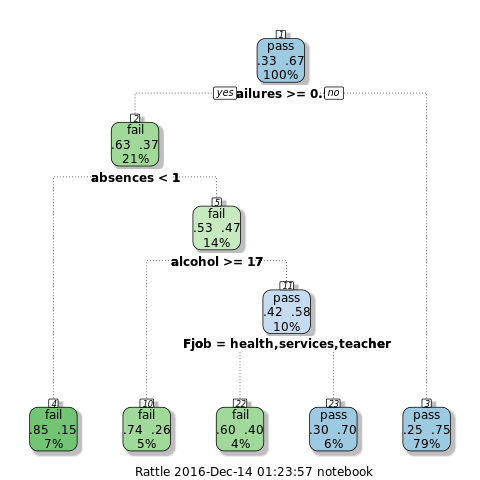 1
pass
.33 .67
100%
yes ailures >= 0. no
2
fail
.63 .37
21%
absences < 1
5
fail
.53 .47
14%
alcohol >= 17
11
pass
.42 .58
10%
Fjob = health,services,teacher
4 10 22 23 3
fail fail fail pass pass
.85 .15 .74 .26 .60 .40 .30 .70 .25 .75
7% 5% 4% 6% 79%
Rattle 2016-Dec-14 01:23:57 notebook